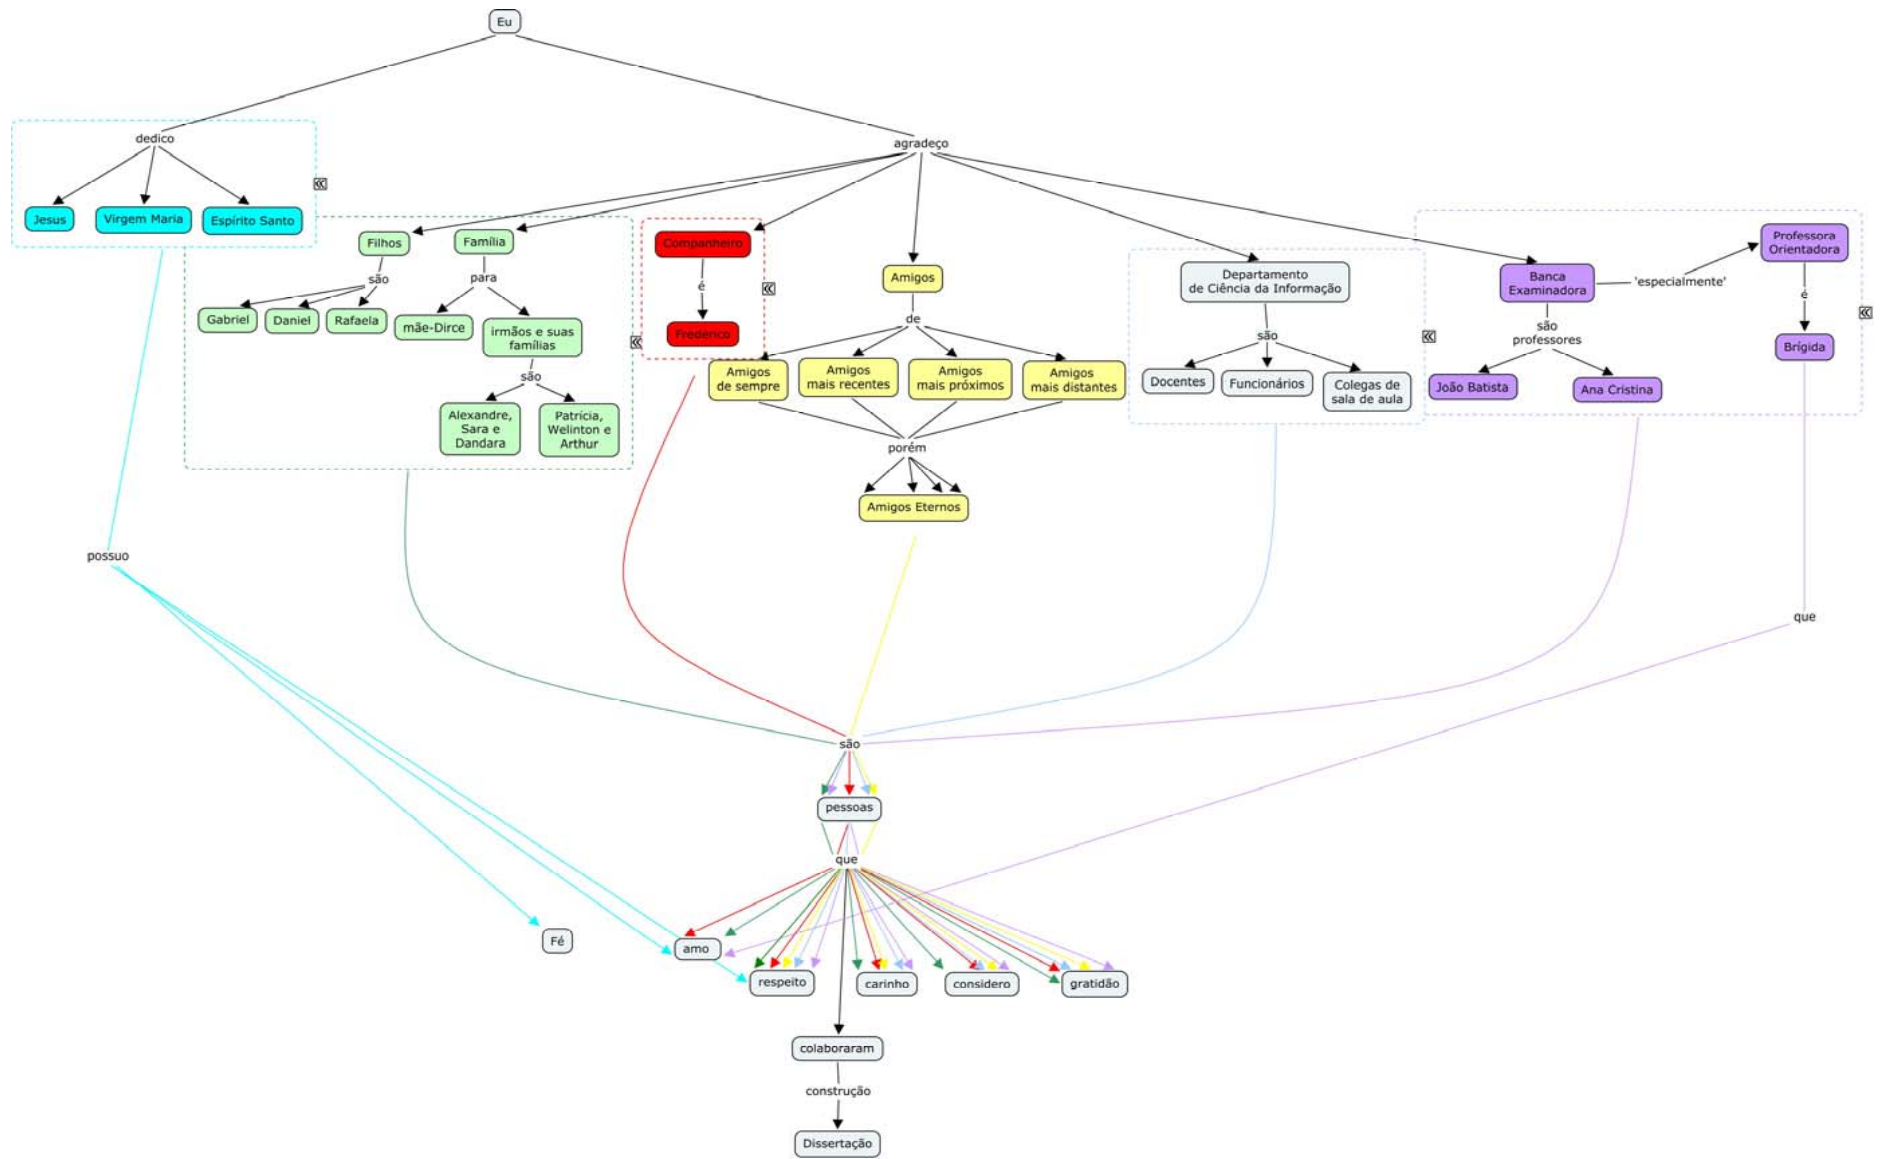 Eu
dedico
agradeço
Jesus
Virgem Maria
Espírito Santo
Filhos
Família
Companheiro
Amigos
Departamento
de Ciência da Informação
Banca
Examinadora
'especialmente'
Professora
Orientadora
são
para
é
de
são
são
professores
é
Gabriel
Daniel
Rafaela
mãe-Dirce
irmãos e suas
famílias
Frederico
Amigos
de sempre
Amigos
mais recentes
Amigos
mais próximos
Amigos
mais distantes
Docentes
Funcionários
Colegas de
sala de aula
João Batista
Ana Cristina
Brígida
são
Alexandre,
Sara e
Dandara
Patrícia,
Welinton e
Arthur
porém
Amigos Eternos
possuo
que
são
pessoas
que
Fé
amo
respeito
carinho
considero
gratidão
colaboraram
construção
Dissertação